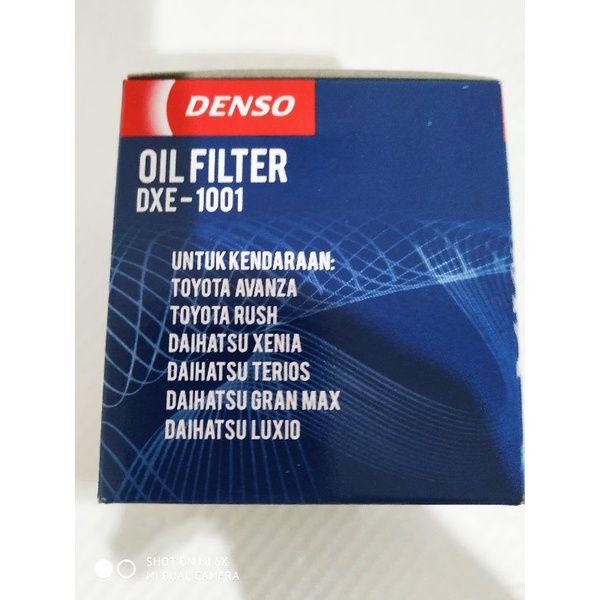 DENSO
OIL FILTER
DXE - 1001
UNTUK KENDARAAN:
TOYOTA AVANZA
TOYOTA RUSH
DAIHATSU XENIA
DAIHATSU TERIOS
DAIHATSU GRAN MAX
DAIHATSU LUXIO
SHOT ON MI 6X
MI DUAL CAMERA